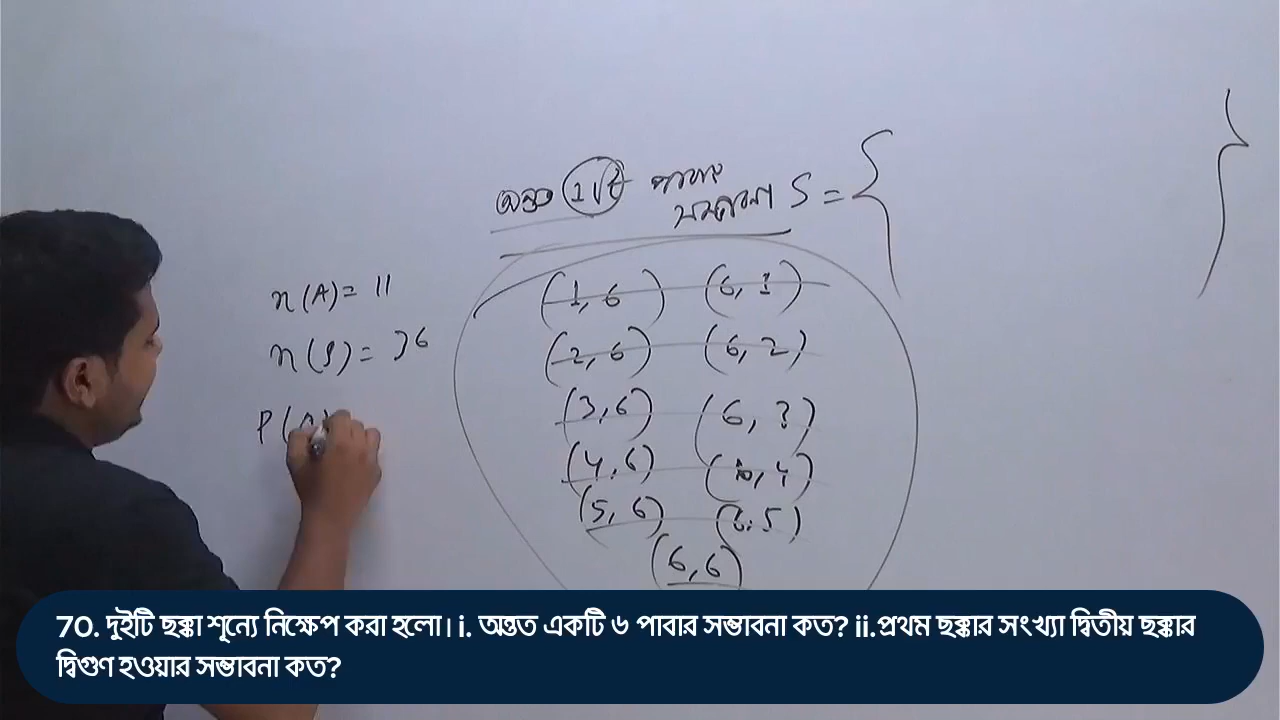 অন্তত 1টি পাবার
সম্ভাবনা S = {                }
n(A) = 11
n(S) = 36
P(A)
(1, 6) (6, 1)
(2, 6) (6, 2)
(3, 6) (6, 3)
(4, 6) (6, 4)
(5, 6) (6, 5)
(6, 6)
70. দুইটি ছক্কা শূন্যে নিক্ষেপ করা হলো। i. অন্তত একটি ৬ পাবার সম্ভাবনা কত? ii.প্রথম ছক্কার সংখ্যা দ্বিতীয় ছক্কার
দ্বিগুণ হওয়ার সম্ভাবনা কত?